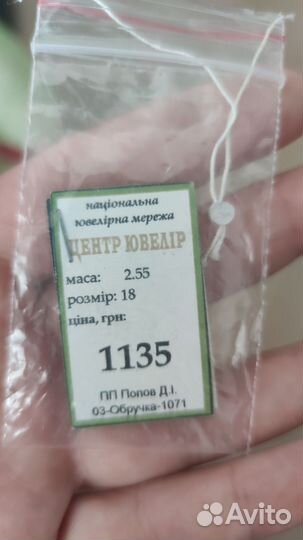 національна
ювелірна мережа
ЦЕНТР ЮВЕЛІР
маса: 2.55
розмір: 18
ціна, грн:
1135
ПП Попов Д.І.
03-Обручка-1071
Avito